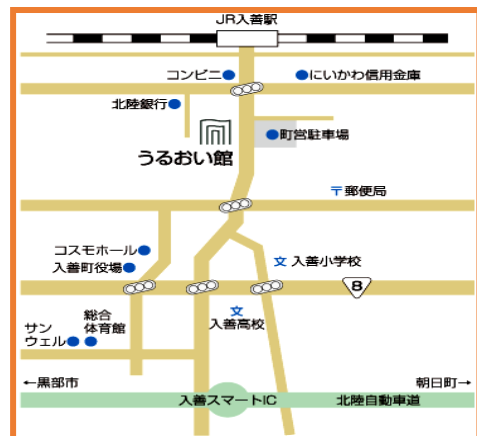 JR入善駅
コンビニ
にいかわ信用金庫
北陸銀行
町営駐車場
うるおい館
〒郵便局
コスモホール
入善町役場
文 入善小学校
8
文
入善高校
総合
体育館
サン
ウェル
←黒部市
朝日町→
入善スマートIC
北陸自動車道